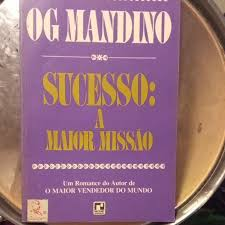 OG MANDINO
SUCESSO:
A
MAIOR MISSÃO
Um Romance do Autor de
O MAIOR VENDEDOR DO MUNDO